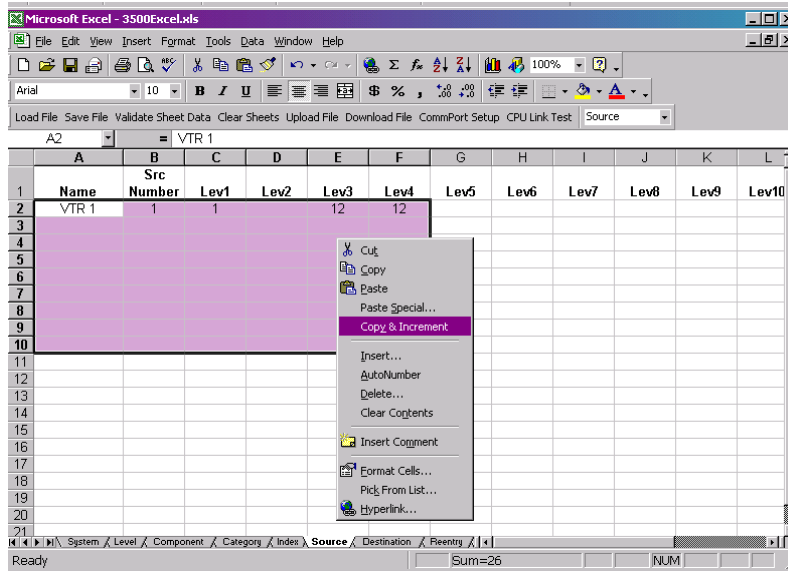 Microsoft Excel - 3500Excel.xls
File Edit View Insert Format Tools Data Window Help
100%
Arial 10 B I U $ % ,
Load File Save File Validate Sheet Data Clear Sheets Upload File Download File CommPort Setup CPU Link Test Source
A2 = VTR 1
A B C D E F G H I J K L
1 Name Src Number Lev1 Lev2 Lev3 Lev4 Lev5 Lev6 Lev7 Lev8 Lev9 Lev10
2 VTR 1 1 1 12 12
3
4
5
6
7
8
9
10
11
12
13
14
15
16
17
18
19
20
21
Cut
Copy
Paste
Paste Special...
Copy & Increment
Insert...
AutoNumber
Delete...
Clear Contents
Insert Comment
Format Cells...
Pick From List...
Hyperlink...
System Level Component Category Index Source Destination Reentry
Ready Sum=26 NUM